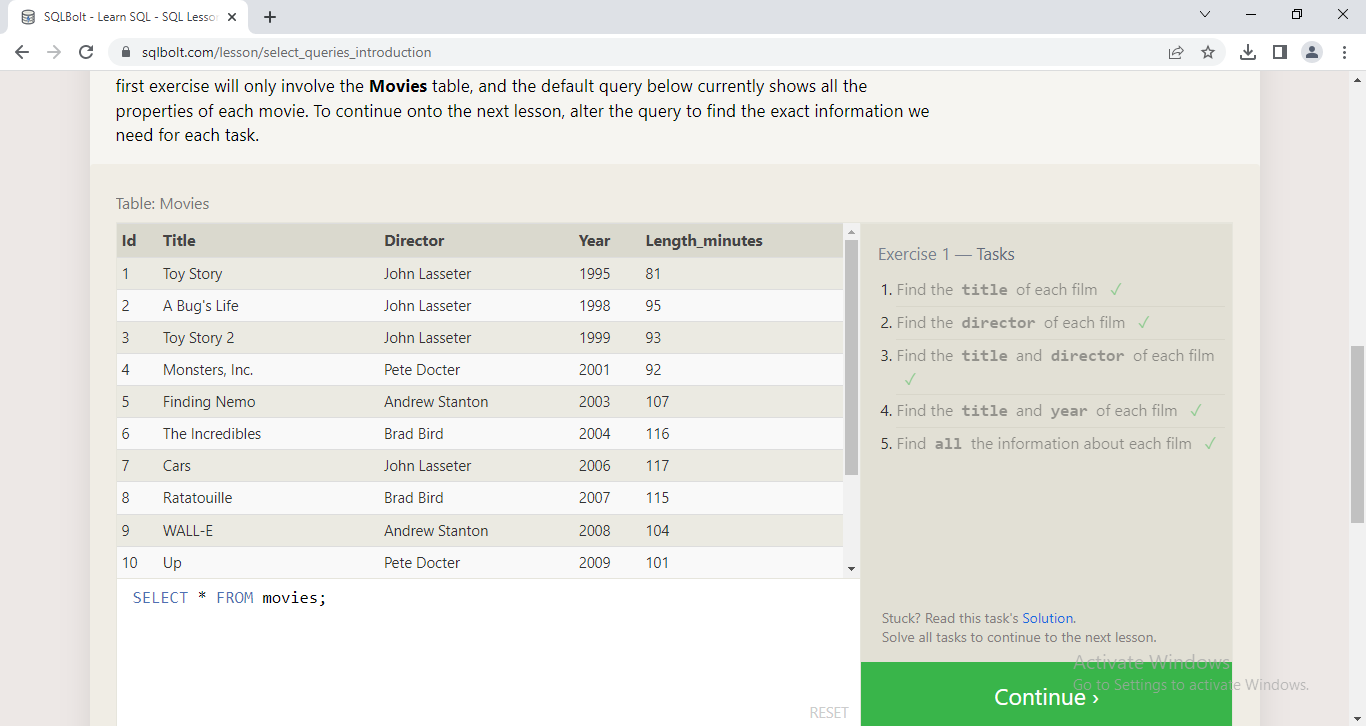 SQLBolt - Learn SQL - SQL Lesso
sqlbolt.com/lesson/select_queries_introduction
first exercise will only involve the Movies table, and the default query below currently shows all the
properties of each movie. To continue onto the next lesson, alter the query to find the exact information we
need for each task.
Table: Movies
Id Title Director Year Length_minutes
1 Toy Story John Lasseter 1995 81
2 A Bug's Life John Lasseter 1998 95
3 Toy Story 2 John Lasseter 1999 93
4 Monsters, Inc. Pete Docter 2001 92
5 Finding Nemo Andrew Stanton 2003 107
6 The Incredibles Brad Bird 2004 116
7 Cars John Lasseter 2006 117
8 Ratatouille Brad Bird 2007 115
9 WALL-E Andrew Stanton 2008 104
10 Up Pete Docter 2009 101
SELECT * FROM movies;
RESET
Exercise 1 — Tasks
1. Find the title of each film ✓
2. Find the director of each film ✓
3. Find the title and director of each film
✓
4. Find the title and year of each film ✓
5. Find all the information about each film ✓
Stuck? Read this task's Solution.
Solve all tasks to continue to the next lesson.
Continue ›
Activate Windows
Go to Settings to activate Windows.